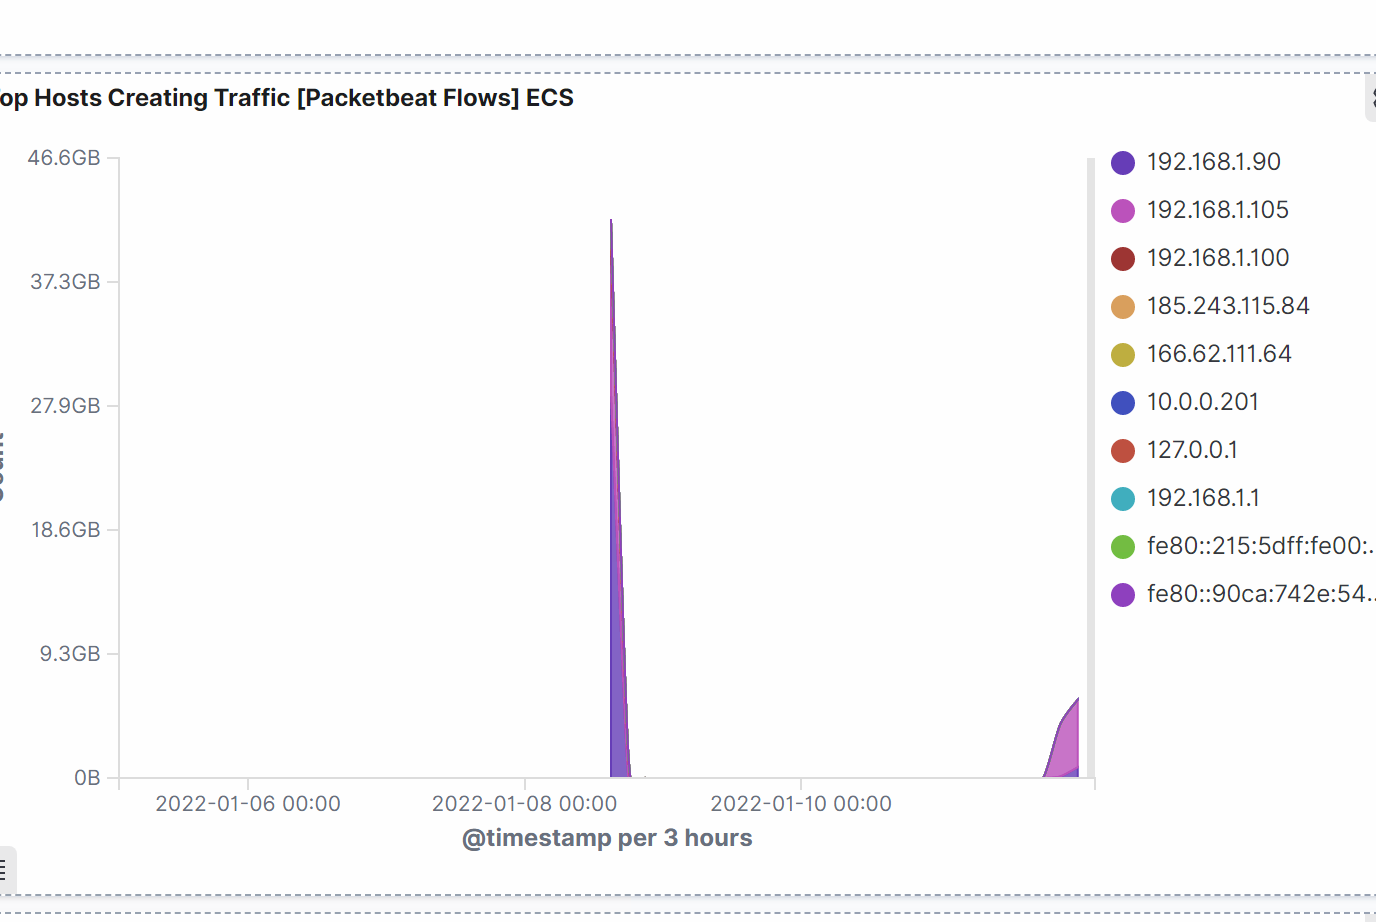 op Hosts Creating Traffic [Packetbeat Flows] ECS
46.6GB
37.3GB
27.9GB
18.6GB
9.3GB
0B
2022-01-06 00:00
2022-01-08 00:00
2022-01-10 00:00
@timestamp per 3 hours
192.168.1.90
192.168.1.105
192.168.1.100
185.243.115.84
166.62.111.64
10.0.0.201
127.0.0.1
192.168.1.1
fe80::215:5dff:fe00:..
fe80::90ca:742e:54..